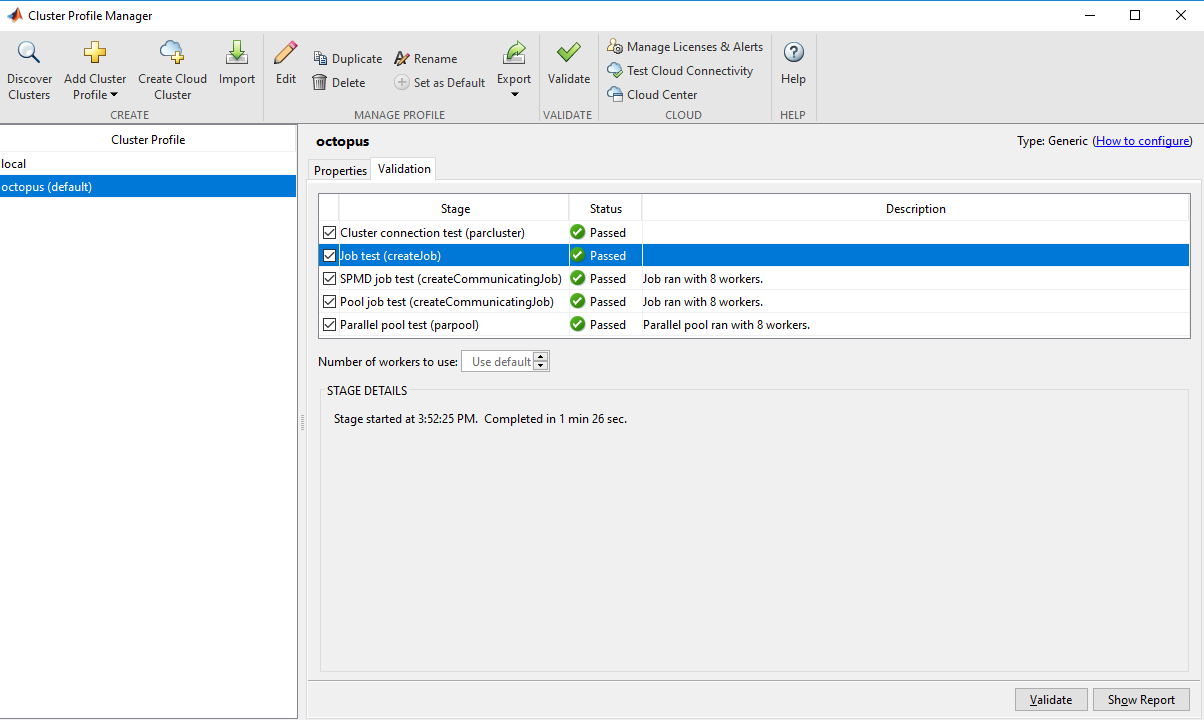 Cluster Profile Manager
Discover Clusters
Add Cluster Profile
Create Cloud Cluster
Import
CREATE
Edit
Duplicate
Delete
Rename
Set as Default
Export
MANAGE PROFILE
Validate
VALIDATE
Manage Licenses & Alerts
Test Cloud Connectivity
Cloud Center
CLOUD
Help
HELP
Cluster Profile
local
octopus (default)
octopus
Type: Generic (How to configure)
Properties
Validation
Stage Status Description
Cluster connection test (parcluster) Passed
Job test (createJob) Passed
SPMD job test (createCommunicatingJob) Passed Job ran with 8 workers.
Pool job test (createCommunicatingJob) Passed Job ran with 8 workers.
Parallel pool test (parpool) Passed Parallel pool ran with 8 workers.
Number of workers to use: Use default
STAGE DETAILS
Stage started at 3:52:25 PM. Completed in 1 min 26 sec.
Validate
Show Report